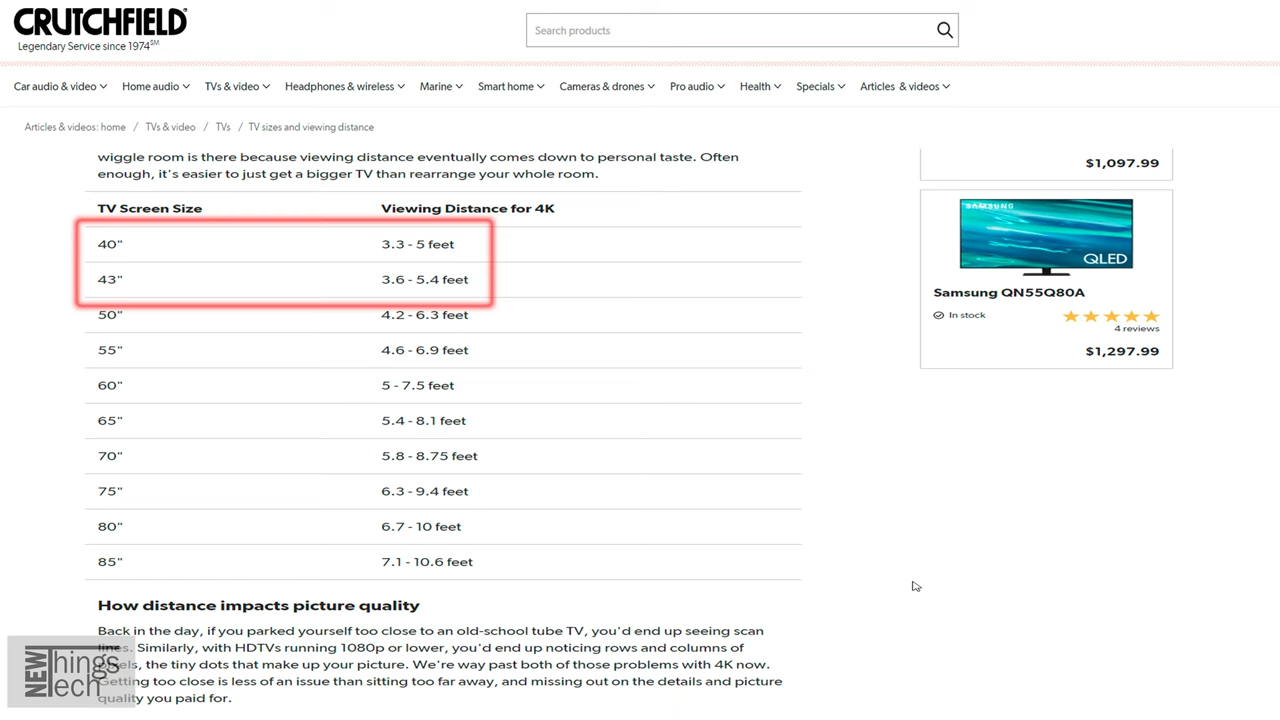 CRUTCHFIELD
Legendary Service since 1974SM
Search products
Car audio & video Home audio TVs & video Headphones & wireless Marine Smart home Cameras & drones Pro audio Health Specials Articles & videos
Articles & videos: home / TVs & video / TVs / TV sizes and viewing distance
wiggle room is there because viewing distance eventually comes down to personal taste. Often
enough, it's easier to just get a bigger TV than rearrange your whole room.
TV Screen Size Viewing Distance for 4K
40" 3.3 - 5 feet
43" 3.6 - 5.4 feet
50" 4.2 - 6.3 feet
55" 4.6 - 6.9 feet
60" 5 - 7.5 feet
65" 5.4 - 8.1 feet
70" 5.8 - 8.75 feet
75" 6.3 - 9.4 feet
80" 6.7 - 10 feet
85" 7.1 - 10.6 feet
How distance impacts picture quality
Back in the day, if you parked yourself too close to an old-school tube TV, you'd end up seeing scan
lines. Similarly, with HDTVs running 1080p or lower, you'd end up noticing rows and columns of
pixels, the tiny dots that make up your picture. We're way past both of those problems with 4K now.
Getting too close is less of an issue than sitting too far away, and missing out on the details and picture
quality you paid for.
$1,097.99
SAMSUNG
QLED
Samsung QN55Q80A
In stock
4 reviews
$1,297.99
NEW Things
Tech